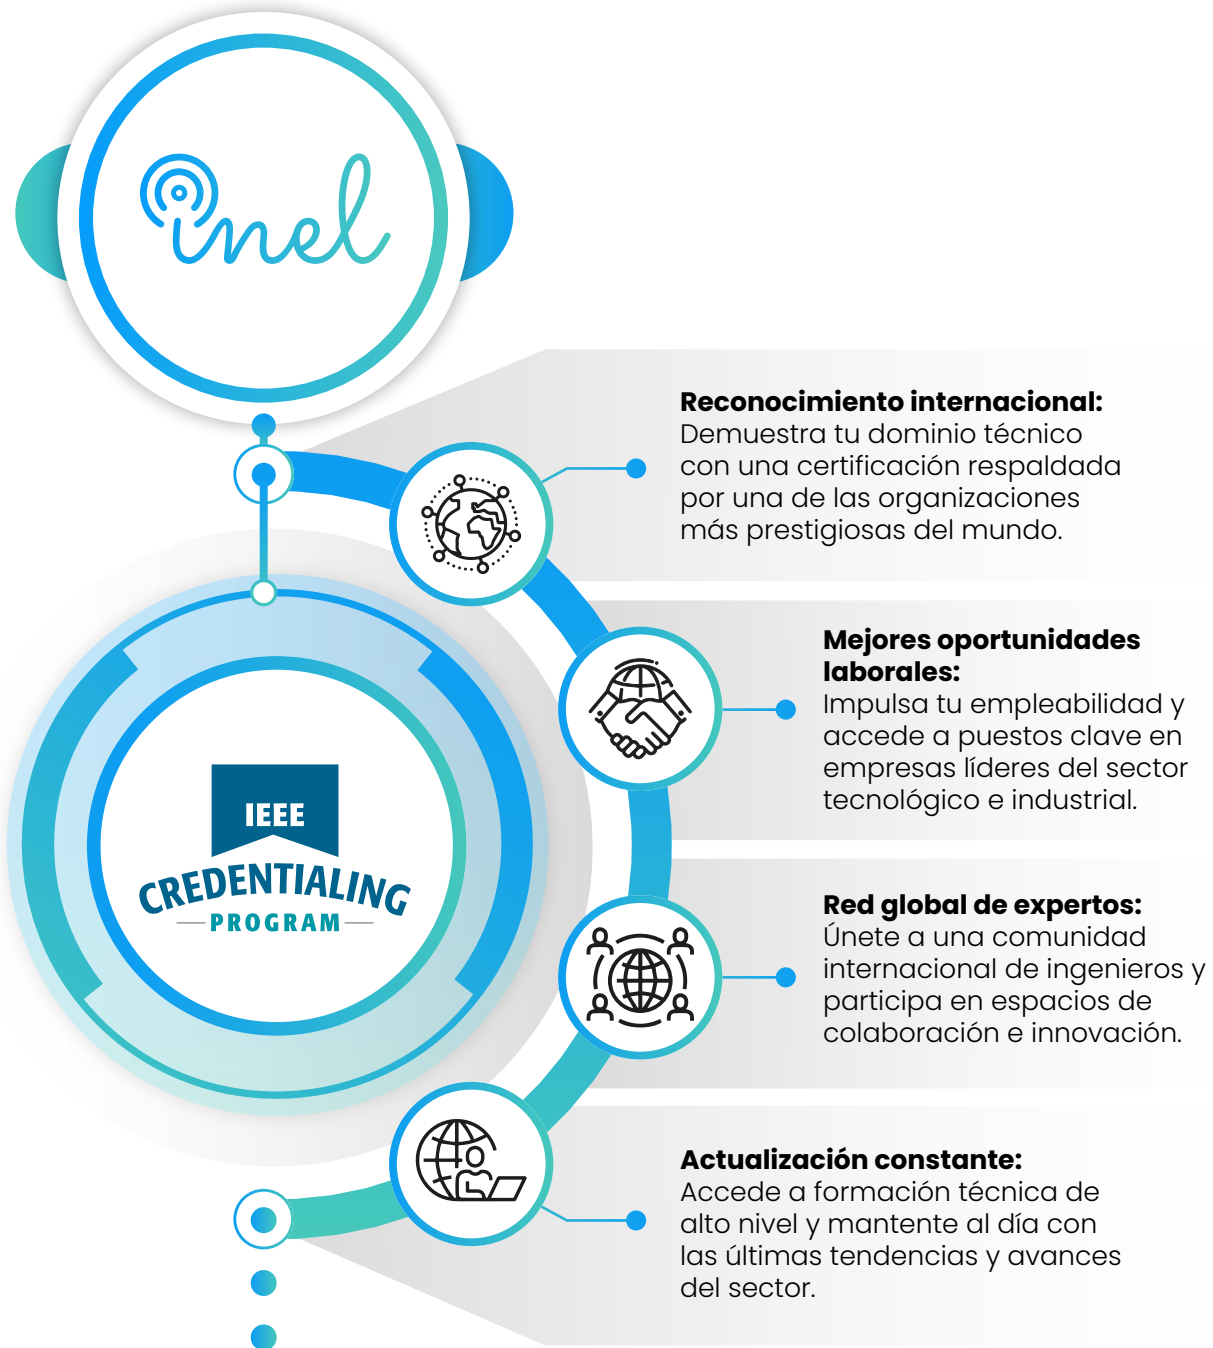 inel
Reconocimiento internacional:
Demuestra tu dominio técnico
con una certificación respaldada
por una de las organizaciones
más prestigiosas del mundo.
Mejores oportunidades
laborales:
Impulsa tu empleabilidad y
accede a puestos clave en
empresas líderes del sector
tecnológico e industrial.
IEEE
CREDENTIALING
PROGRAM
Red global de expertos:
Únete a una comunidad
internacional de ingenieros y
participa en espacios de
colaboración e innovación.
Actualización constante:
Accede a formación técnica de
alto nivel y mantente al día con
las últimas tendencias y avances
del sector.